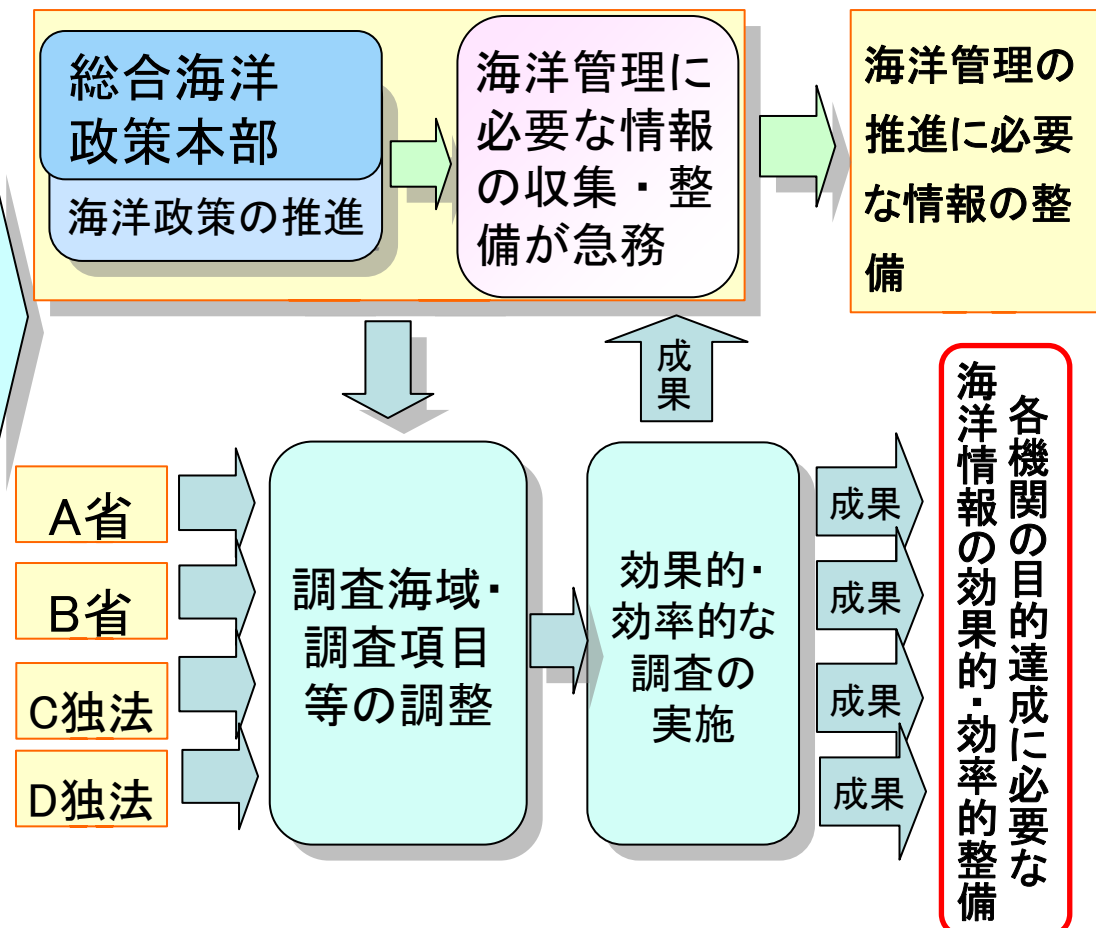 総合海洋
政策本部
海洋政策の推進
海洋管理に
必要な情報
の収集・整
備が急務
海洋管理の
推進に必要
な情報の整
備
成果
A省
B省
C独法
D独法
調査海域・
調査項目
等の調整
効果的・
効率的な
調査の
実施
成果
成果
成果
成果
各機関の目的達成に必要な
海洋情報の効果的・効率的整備